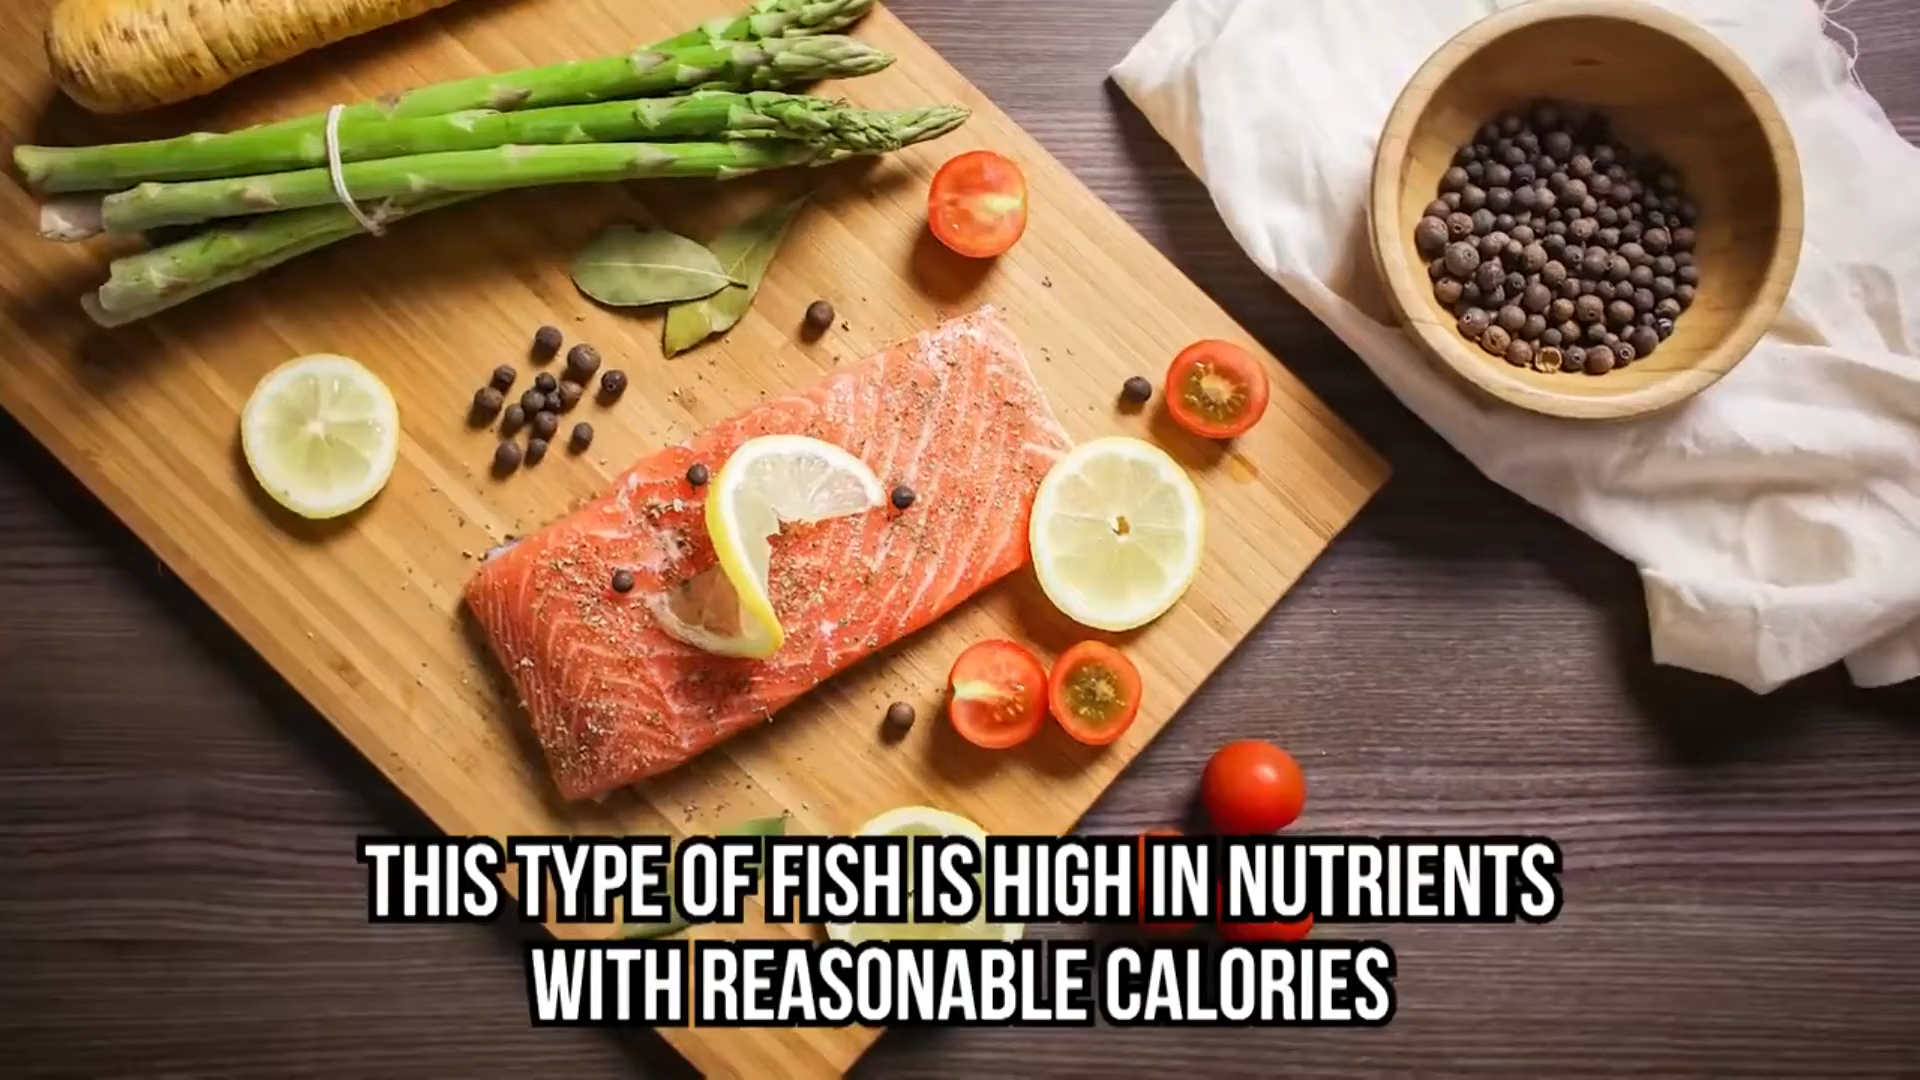 THIS TYPE OF FISH IS HIGH IN NUTRIENTS
WITH REASONABLE CALORIES